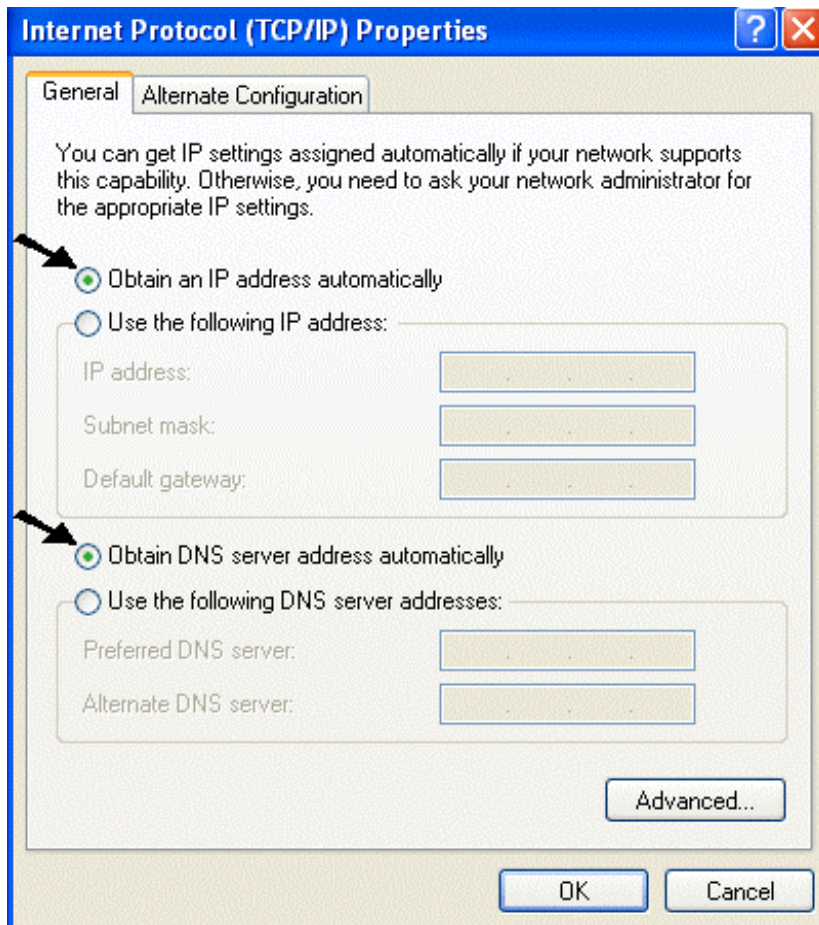 Internet Protocol (TCP/IP) Properties
General
Alternate Configuration
You can get IP settings assigned automatically if your network supports
this capability. Otherwise, you need to ask your network administrator for
the appropriate IP settings.
Obtain an IP address automatically
Use the following IP address:
IP address:
Subnet mask:
Default gateway:
Obtain DNS server address automatically
Use the following DNS server addresses:
Preferred DNS server:
Alternate DNS server:
Advanced...
OK
Cancel